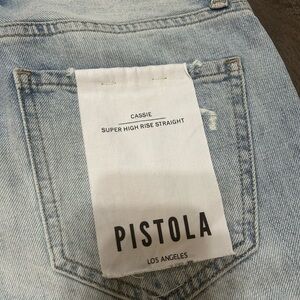 CASSIE
SUPER HIGH RISE STRAIGHT
PISTOLA
LOS ANGELES